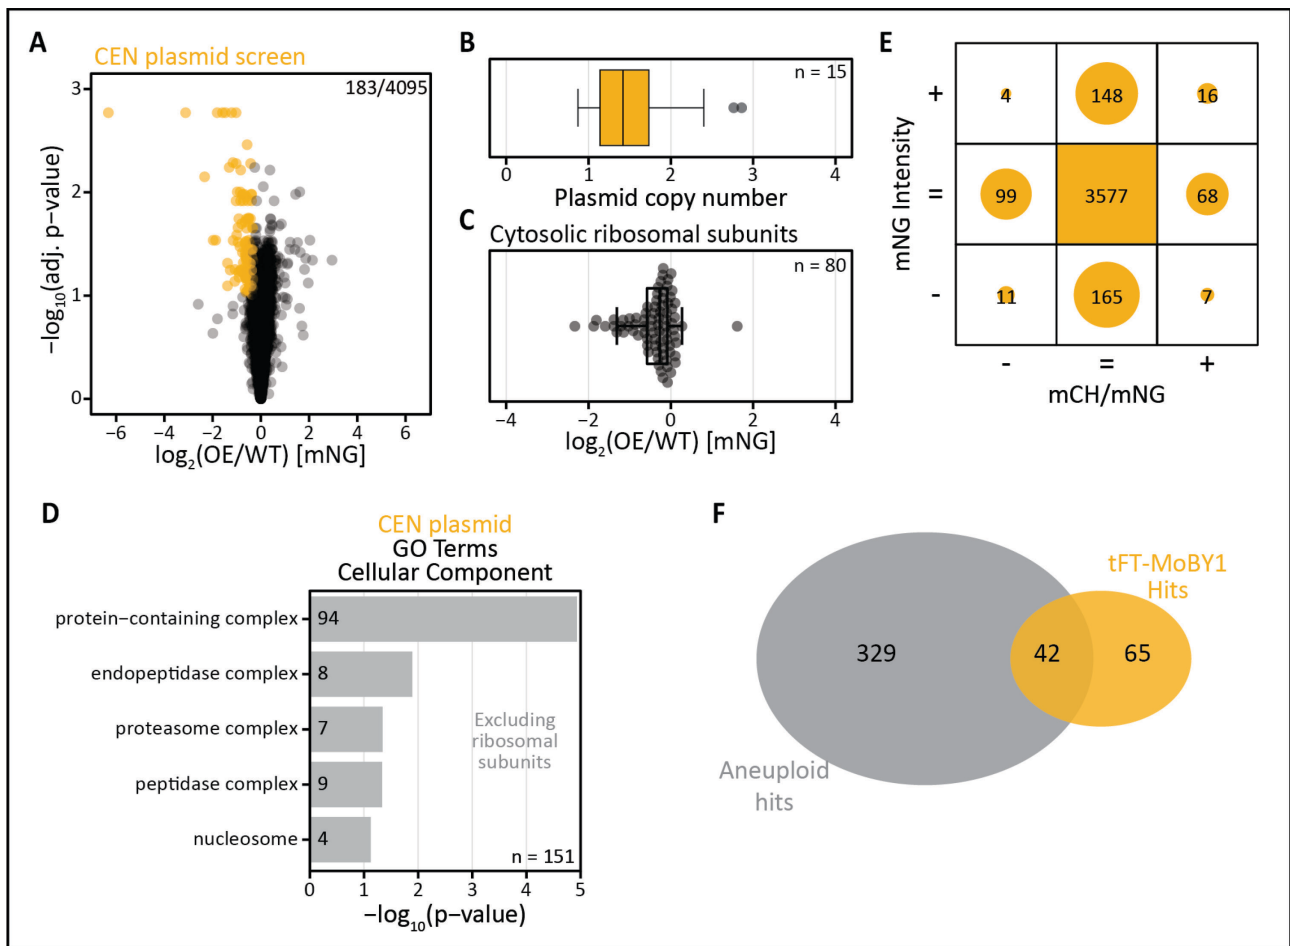 A
CEN plasmid screen
183/4095
3
2
1
0
−log10(adj. p−value)
−6
−4
−2
0
2
4
6
log2(OE/WT) [mNG]
B
n = 15
0
1
2
3
4
Plasmid copy number
C
Cytosolic ribosomal subunits
n = 80
−4
−2
0
2
4
log2(OE/WT) [mNG]
E
mNG Intensity
+
4
148
16
=
99
3577
68
-
11
165
7
-
=
+
mCH/mNG
D
CEN plasmid
GO Terms
Cellular Component
protein−containing complex
94
endopeptidase complex
8
proteasome complex
7
peptidase complex
9
nucleosome
4
Excluding
ribosomal
subunits
n = 151
0
1
2
3
4
5
−log10(p−value)
F
tFT-MoBY1
Hits
329
42
65
Aneuploid
hits